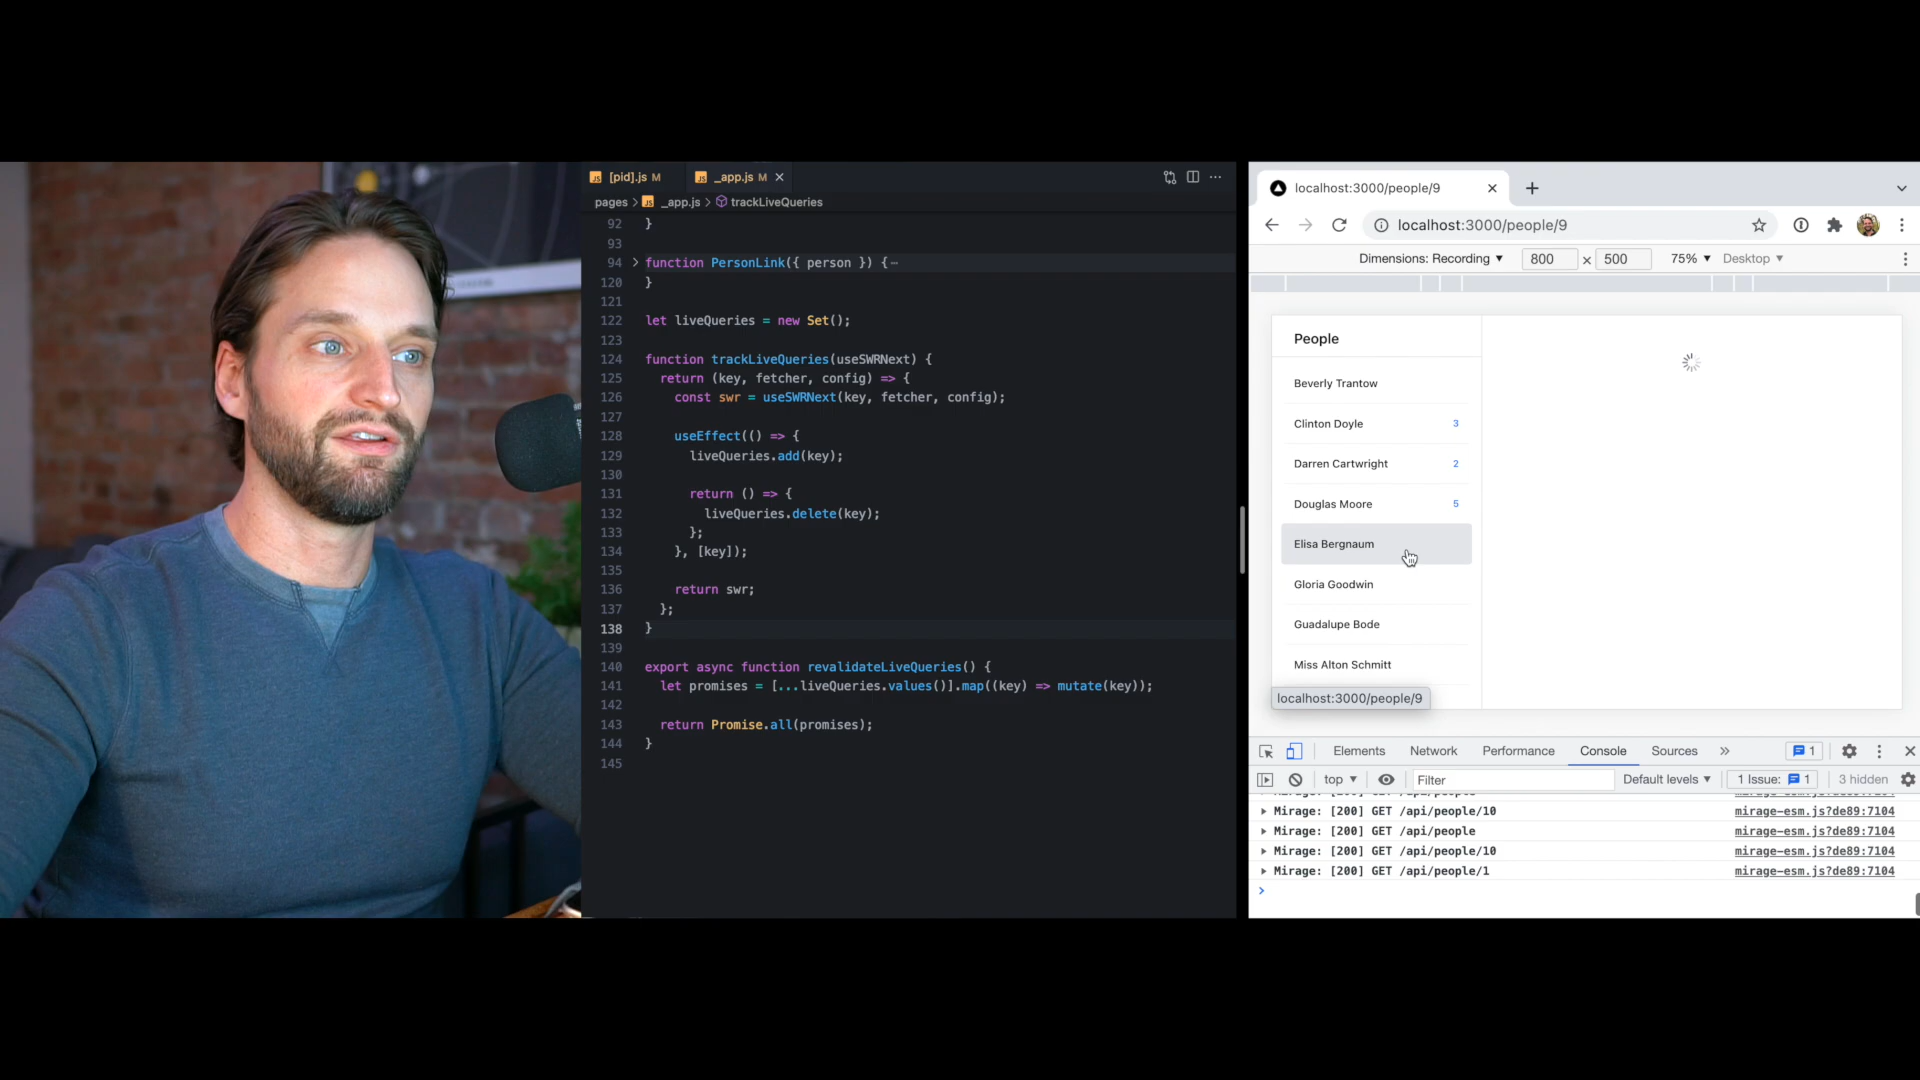 [pid].js M
_app.js M
pages > _app.js > trackLiveQueries
92 }
93
94 function PersonLink({ person }) {⋯
120 }
121
122 let liveQueries = new Set();
123
124 function trackLiveQueries(useSWRNext) {
125 return (key, fetcher, config) => {
126 const swr = useSWRNext(key, fetcher, config);
127
128 useEffect(() => {
129 liveQueries.add(key);
130
131 return () => {
132 liveQueries.delete(key);
133 };
134 }, [key]);
135
136 return swr;
137 };
138 }
139
140 export async function revalidateLiveQueries() {
141 let promises = [...liveQueries.values()].map((key) => mutate(key));
142
143 return Promise.all(promises);
144 }
145
localhost:3000/people/9
localhost:3000/people/9
Dimensions: Recording 800 × 500 75% Desktop
People
Beverly Trantow
Clinton Doyle 3
Darren Cartwright 2
Douglas Moore 5
Elisa Bergnaum
Gloria Goodwin
Guadalupe Bode
Miss Alton Schmitt
localhost:3000/people/9
Elements Network Performance Console Sources » 1
top Filter Default levels 1 Issue: 1 3 hidden
Mirage: [200] GET /api/people/10 mirage-esm.js?de89:7104
Mirage: [200] GET /api/people mirage-esm.js?de89:7104
Mirage: [200] GET /api/people/10 mirage-esm.js?de89:7104
Mirage: [200] GET /api/people/1 mirage-esm.js?de89:7104